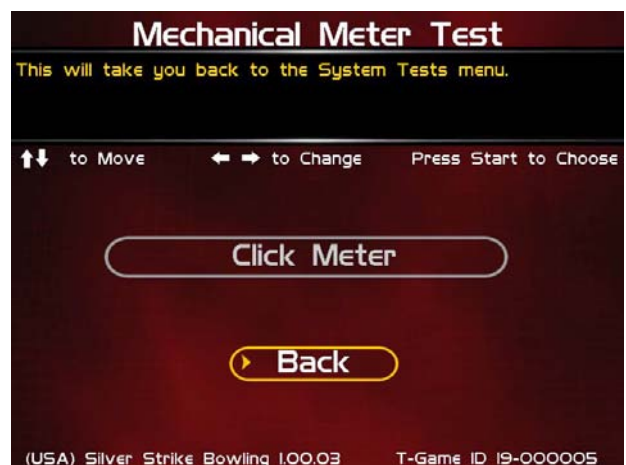 Mechanical Meter Test
This will take you back to the System Tests menu.
⬆⬇ to Move ⬅ ➡ to Change Press Start to Choose
Click Meter
Back
(USA) Silver Strike Bowling 1.00.03 T-Game ID 19-000005